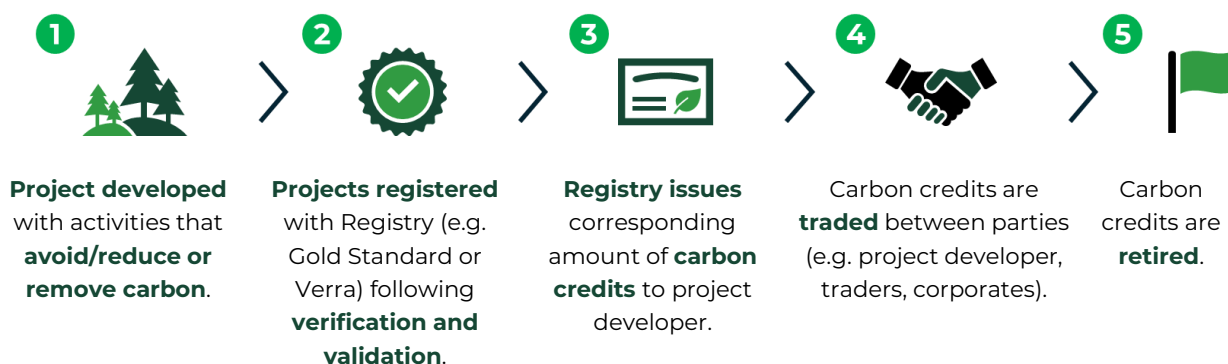 1
Project developed
with activities that
avoid/reduce or
remove carbon.
2
Projects registered
with Registry (e.g.
Gold Standard or
Verra) following
verification and
validation.
3
Registry issues
corresponding
amount of carbon
credits to project
developer.
4
Carbon credits are
traded between parties
(e.g. project developer,
traders, corporates).
5
Carbon
credits are
retired.